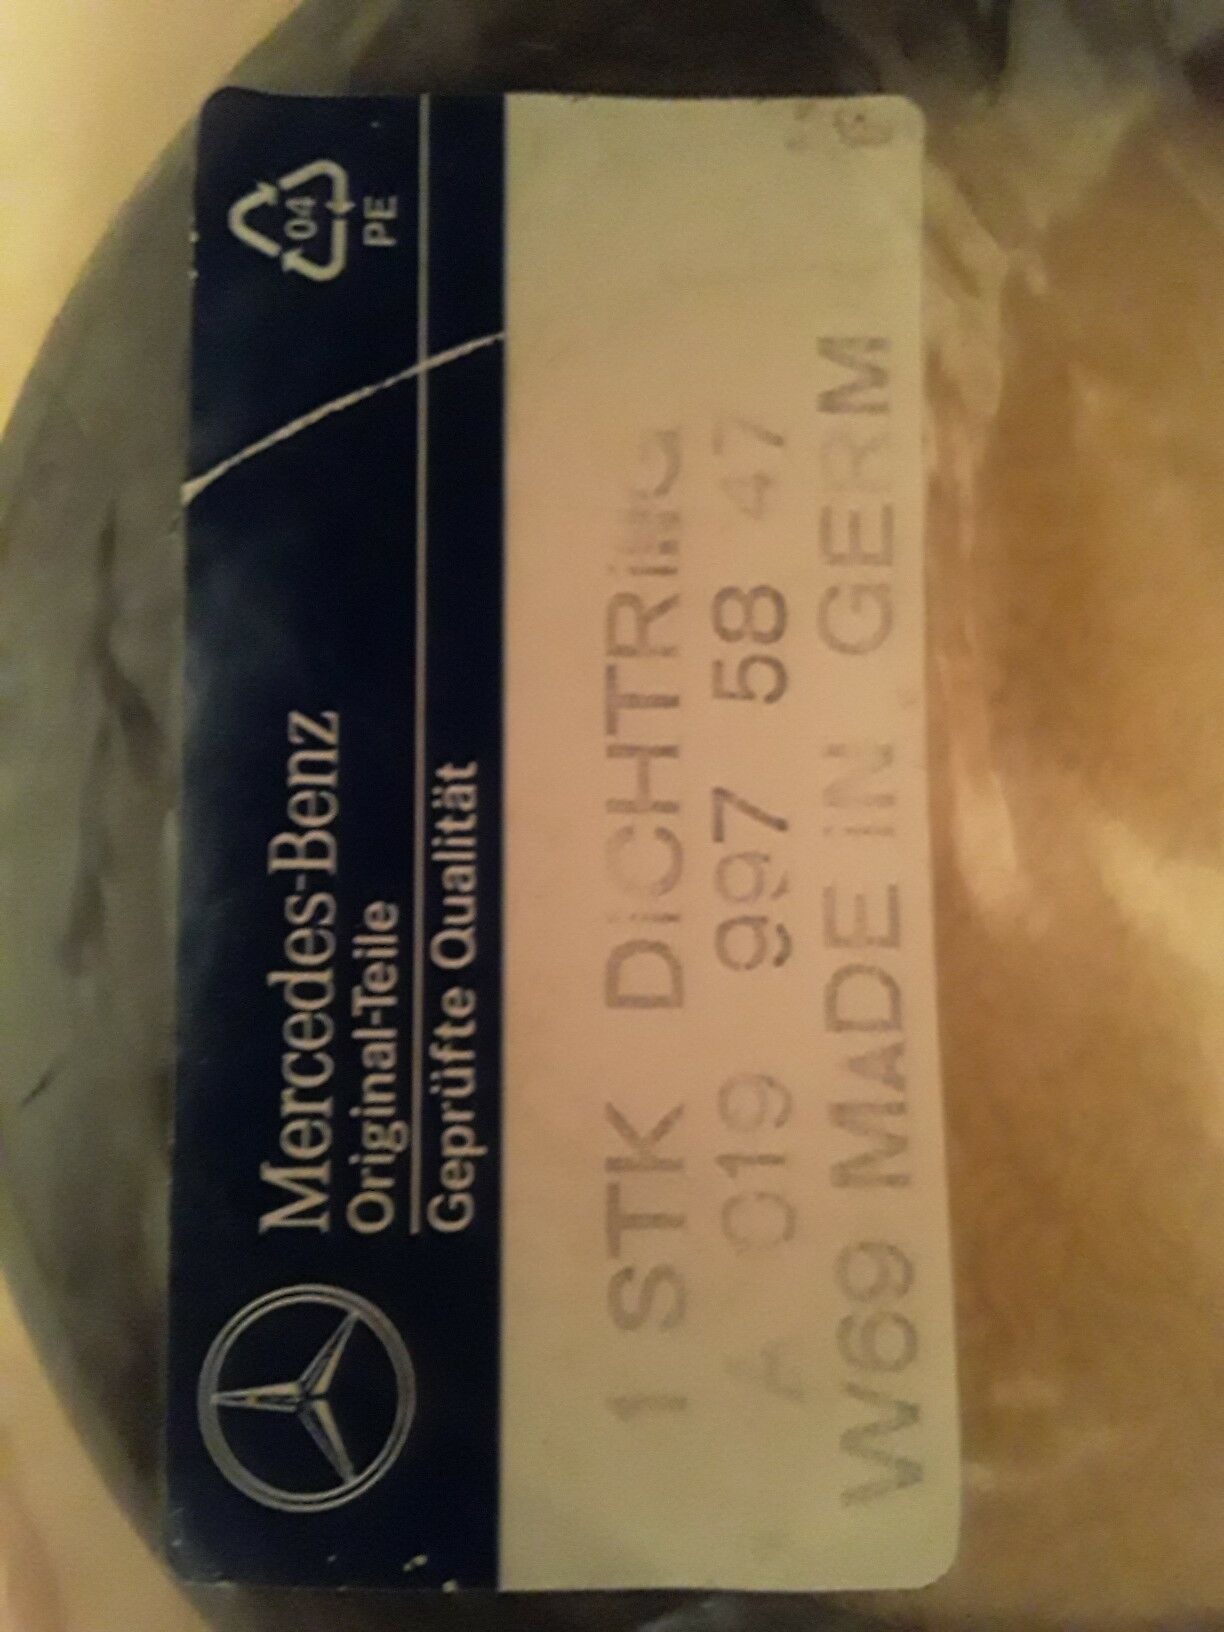 Mercedes-Benz
Original-Teile
Geprüfte Qualität
04
PE
1 STK DiCHTRiNG
A 019 997 58 47
W69 MADE iN GERM